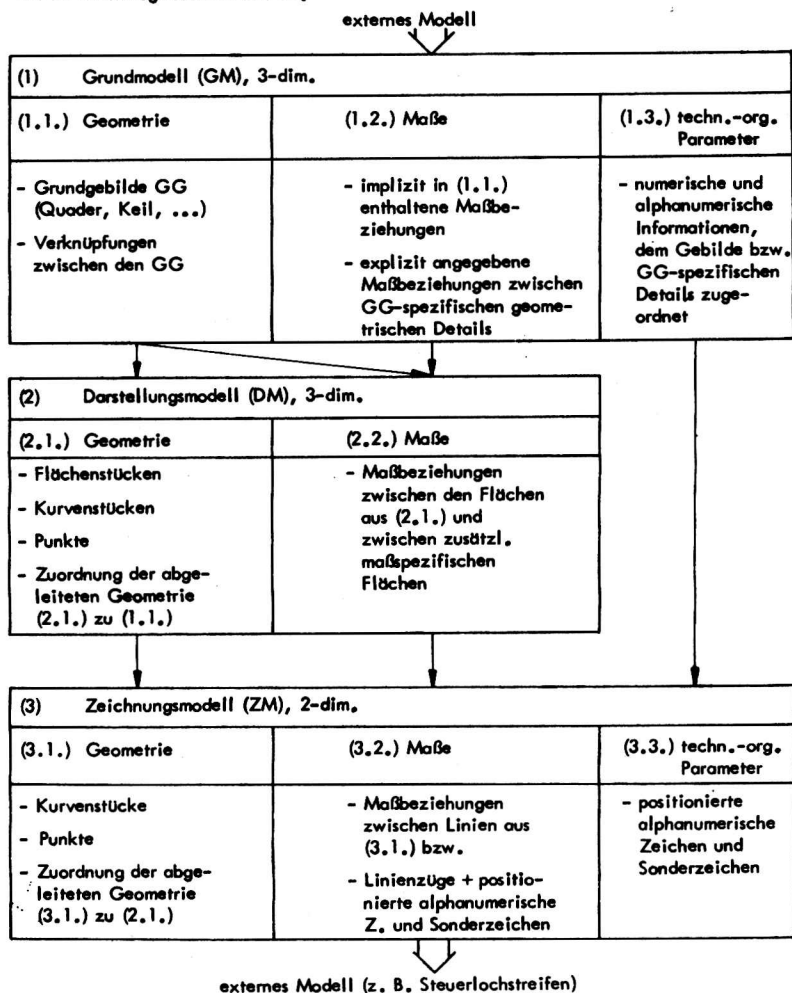 externes Modell
(1) Grundmodell (GM), 3-dim.
(1.1.) Geometrie
- Grundgebilde GG
(Quader, Keil, ...)
- Verknüpfungen
zwischen den GG
(1.2.) Maße
- implizit in (1.1.)
enthaltene Maßbe-
ziehungen
- explizit angegebene
Maßbeziehungen zwischen
GG-spezifischen geome-
trischen Details
(1.3.) techn.-org.
Parameter
- numerische und
alphanumerische
Informationen,
dem Gebilde bzw.
GG-spezifischen
Details zuge-
ordnet
(2) Darstellungsmodell (DM), 3-dim.
(2.1.) Geometrie
- Flächenstücken
- Kurvenstücken
- Punkte
- Zuordnung der abge-
leiteten Geometrie
(2.1.) zu (1.1.)
(2.2.) Maße
- Maßbeziehungen
zwischen den Flächen
aus (2.1.) und
zwischen zusätzl.
maßspezifischen
Flächen
(3) Zeichnungsmodell (ZM), 2-dim.
(3.1.) Geometrie
- Kurvenstücke
- Punkte
- Zuordnung der abge-
leiteten Geometrie
(3.1.) zu (2.1.)
(3.2.) Maße
- Maßbeziehungen
zwischen Linien aus
(3.1.) bzw.
- Linienzüge + positio-
nierte alphanumerische
Z. und Sonderzeichen
(3.3.) techn.-org.
Parameter
- positionierte
alphanumerische
Zeichen und
Sonderzeichen
externes Modell (z. B. Steuerlochstreifen)